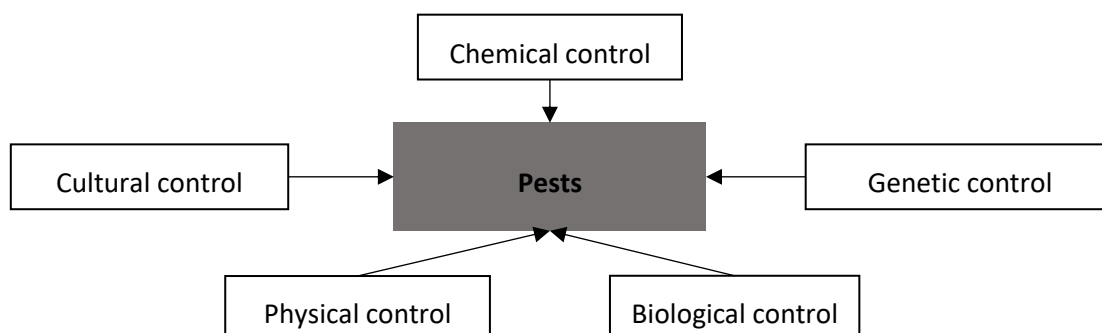 Chemical control
Cultural control
Pests
Genetic control
Physical control
Biological control